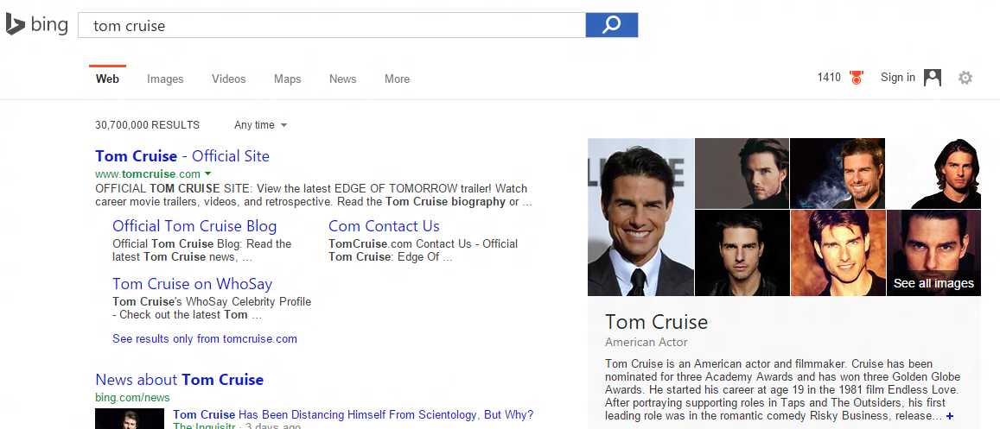 bing
tom cruise
Web Images Videos Maps News More
1410 Sign in
30,700,000 RESULTS Any time
Tom Cruise - Official Site
www.tomcruise.com
OFFICIAL TOM CRUISE SITE: View the latest EDGE OF TOMORROW trailer! Watch
career movie trailers, videos, and retrospective. Read the Tom Cruise biography or ...
Official Tom Cruise Blog
Official Tom Cruise Blog: Read the
latest Tom Cruise news, ...
Com Contact Us
TomCruise.com Contact Us - Official
Tom Cruise: Edge Of ...
Tom Cruise on WhoSay
Tom Cruise's WhoSay Celebrity Profile
- Check out the latest Tom ...
See results only from tomcruise.com
News about Tom Cruise
bing.com/news
Tom Cruise Has Been Distancing Himself From Scientology, But Why?
The Inquisitr · 3 days ago
See all images
Tom Cruise
American Actor
Tom Cruise is an American actor and filmmaker. Cruise has been
nominated for three Academy Awards and has won three Golden Globe
Awards. He started his career at age 19 in the 1981 film Endless Love.
After portraying supporting roles in Taps and The Outsiders, his first
leading role was in the romantic comedy Risky Business, release... +